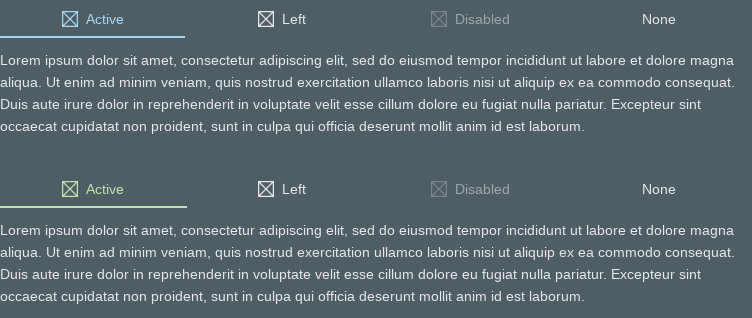 Active Left Disabled None
Lorem ipsum dolor sit amet, consectetur adipiscing elit, sed do eiusmod tempor incididunt ut labore et dolore magna
aliqua. Ut enim ad minim veniam, quis nostrud exercitation ullamco laboris nisi ut aliquip ex ea commodo consequat.
Duis aute irure dolor in reprehenderit in voluptate velit esse cillum dolore eu fugiat nulla pariatur. Excepteur sint
occaecat cupidatat non proident, sunt in culpa qui officia deserunt mollit anim id est laborum.
Active Left Disabled None
Lorem ipsum dolor sit amet, consectetur adipiscing elit, sed do eiusmod tempor incididunt ut labore et dolore magna
aliqua. Ut enim ad minim veniam, quis nostrud exercitation ullamco laboris nisi ut aliquip ex ea commodo consequat.
Duis aute irure dolor in reprehenderit in voluptate velit esse cillum dolore eu fugiat nulla pariatur. Excepteur sint
occaecat cupidatat non proident, sunt in culpa qui officia deserunt mollit anim id est laborum.